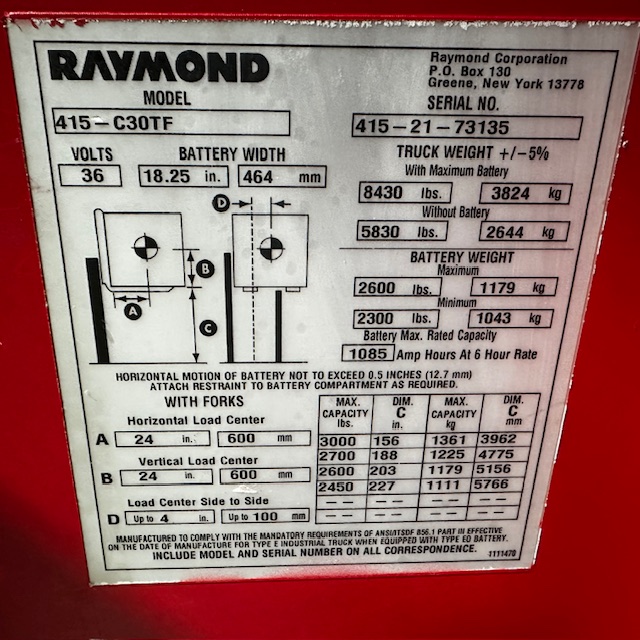 RAYMOND
Raymond Corporation
P.O. Box 130
Greene, New York 13778
MODEL
415-C30TF
SERIAL NO.
415-21-73135
VOLTS
36
BATTERY WIDTH
18.25 in. 464 mm
TRUCK WEIGHT +/-5%
With Maximum Battery
8430 lbs. 3824 kg
Without Battery
5830 lbs. 2644 kg
BATTERY WEIGHT
Maximum
2600 lbs. 1179 kg
Minimum
2300 lbs. 1043 kg
Battery Max. Rated Capacity
1085 Amp Hours At 6 Hour Rate
D
B
A
C
HORIZONTAL MOTION OF BATTERY NOT TO EXCEED 0.5 INCHES (12.7 mm)
ATTACH RESTRAINT TO BATTERY COMPARTMENT AS REQUIRED.
WITH FORKS
Horizontal Load Center
A 24 in. 600 mm
Vertical Load Center
B 24 in. 600 mm
Load Center Side to Side
D Up to 4 in. Up to 100 mm
MAX. CAPACITY lbs. DIM. C in. MAX. CAPACITY kg DIM. C mm
3000 156 1361 3962
2700 188 1225 4775
2600 203 1179 5156
2450 227 1111 5766
-- -- -- --
-- -- -- --
MANUFACTURED TO COMPLY WITH THE MANDATORY REQUIREMENTS OF ANSI/ITSDF B56.1 PART III EFFECTIVE
ON THE DATE OF MANUFACTURE FOR TYPE E INDUSTRIAL TRUCK WHEN EQUIPPED WITH TYPE EO BATTERY.
INCLUDE MODEL AND SERIAL NUMBER ON ALL CORRESPONDENCE.
1111470